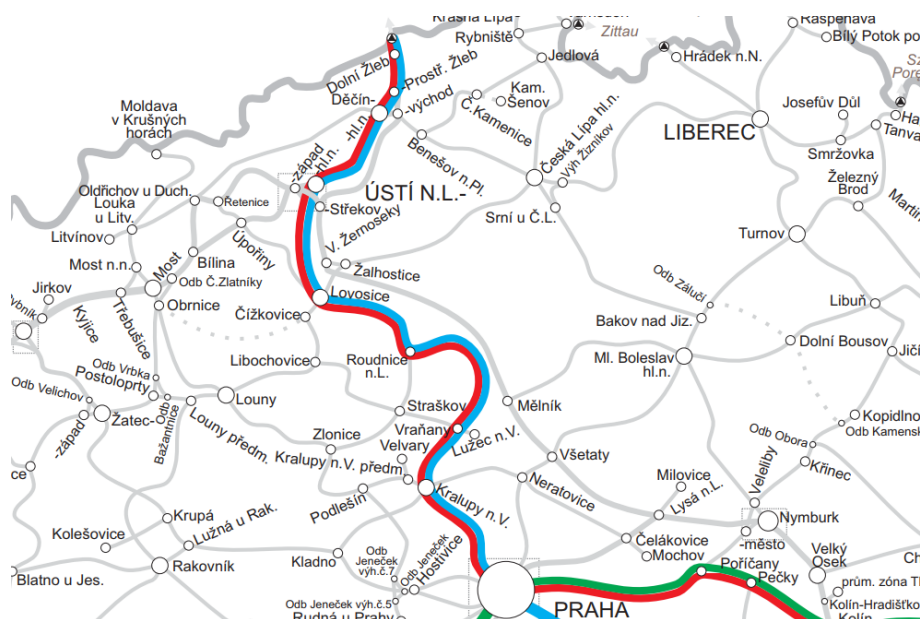 Krásná Lípa
Rybniště
Zittau
Raspenava
Bílý Potok po
Jedlová
Hrádek n.N.
Dolní Žleb
Prostř. Žleb
Děčín-
-východ
-hl.n.
Kam.
Šenov
Č.Kamenice
Josefův Důl
Ha
Tanva
Smržovka
LIBEREC
Moldava
v Krušných
horách
Benešov n.Pl.
Česká Lípa hl.n.
Výh Žizníkov
Železný
Brod
Martin
-západ
-hl.n.
ÚSTÍ N.L.-
-Střekov
Srní u Č.L.
Turnov
Oldřichov u Duch.
Louka
u Litv.
Litvínov
Řetenice
Úpořiny
V. Žernoseky
Žalhostice
Most n.n.
Most
Bílina
Odb Č.Zlatníky
Obrnice
Jirkov
Kyjice
Třebušice
Lovosice
Čížkovice
Odb Zálučí
Bakov nad Jiz.
Libuň
Dolní Bousov
Jičí
Libochovice
Roudnice
n.L.
Ml. Boleslav
hl.n.
Odb Vrbka
Postoloprty
Odb Velichov
Žatec-
-západ
Odb
Bažantnice
Louny
Louny předm.
Straškov
Mělník
Kopidlno
Odb Kamensk
Odb Obora
Křinec
Zlonice
Vraňany
Velvary
Lužec n.V.
Kralupy n.V. předm.
Všetaty
Neratovice
Milovice
Veleliby
Podlešín
Kralupy n.V.
Lysá n.L.
Nymburk
-město
Krupá
Kolešovice
Lužná u Rak.
Rakovník
Kladno
Odb
Jeneček
výh.č.7
Odb Jeneček
Hostivice
Čelákovice
Mochov
Poříčany
Pečky
Velký
Osek
Blatno u Jes.
Odb Jeneček výh.č.5
Rudná u Prahy
PRAHA
prům. zóna
Kolín-Hradišťko
Kolín